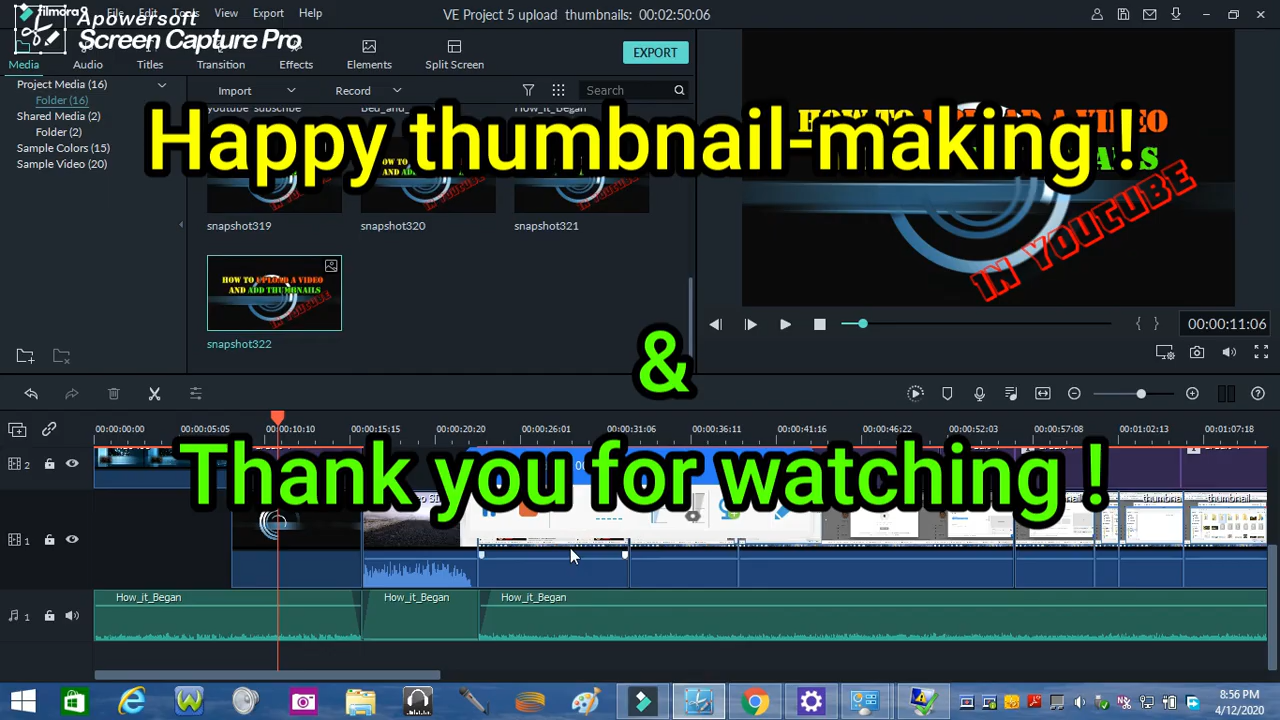 filmora9 File Edit Tools View Export Help VE Project 5 upload thumbnails: 00:02:50:06
Apowersoft
Screen Capture Pro
Media Audio Titles Transition Effects Elements Split Screen EXPORT
Project Media (16)
Folder (16)
Shared Media (2)
Folder (2)
Sample Colors (15)
Sample Video (20)
Import Record Search
youtube_subscribe How_It_Began
Happy thumbnail-making !
snapshot319 snapshot320 snapshot321
HOW TO UPLOAD A VIDEO
AND ADD THUMBNAILS
IN YOUTUBE
snapshot322
IN YOUTUBE
00:00:11:06
&
00:00:00:00 00:00:05:05 00:00:10:10 00:00:15:15 00:00:20:20 00:00:26:01 00:00:31:06 00:00:36:11 00:00:41:16 00:00:46:22 00:00:52:03 00:00:57:08 00:01:02:13 00:01:07:18
Thank you for watching !
2
1
1
How_it_Began How_it_Began How_it_Began
8:56 PM
4/12/2020